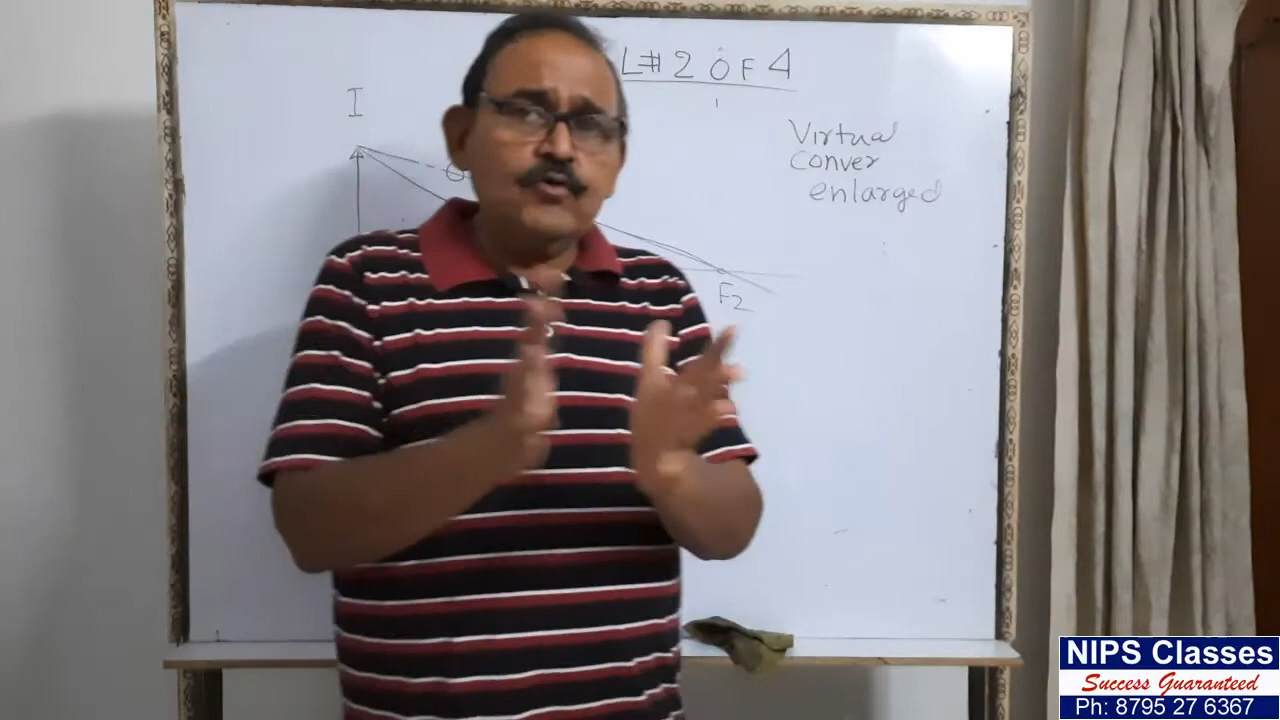 L# 2 OF 4
I
Virtual
Conver
enlarged
F2
NIPS Classes
Success Guaranteed
Ph: 8795 27 6367